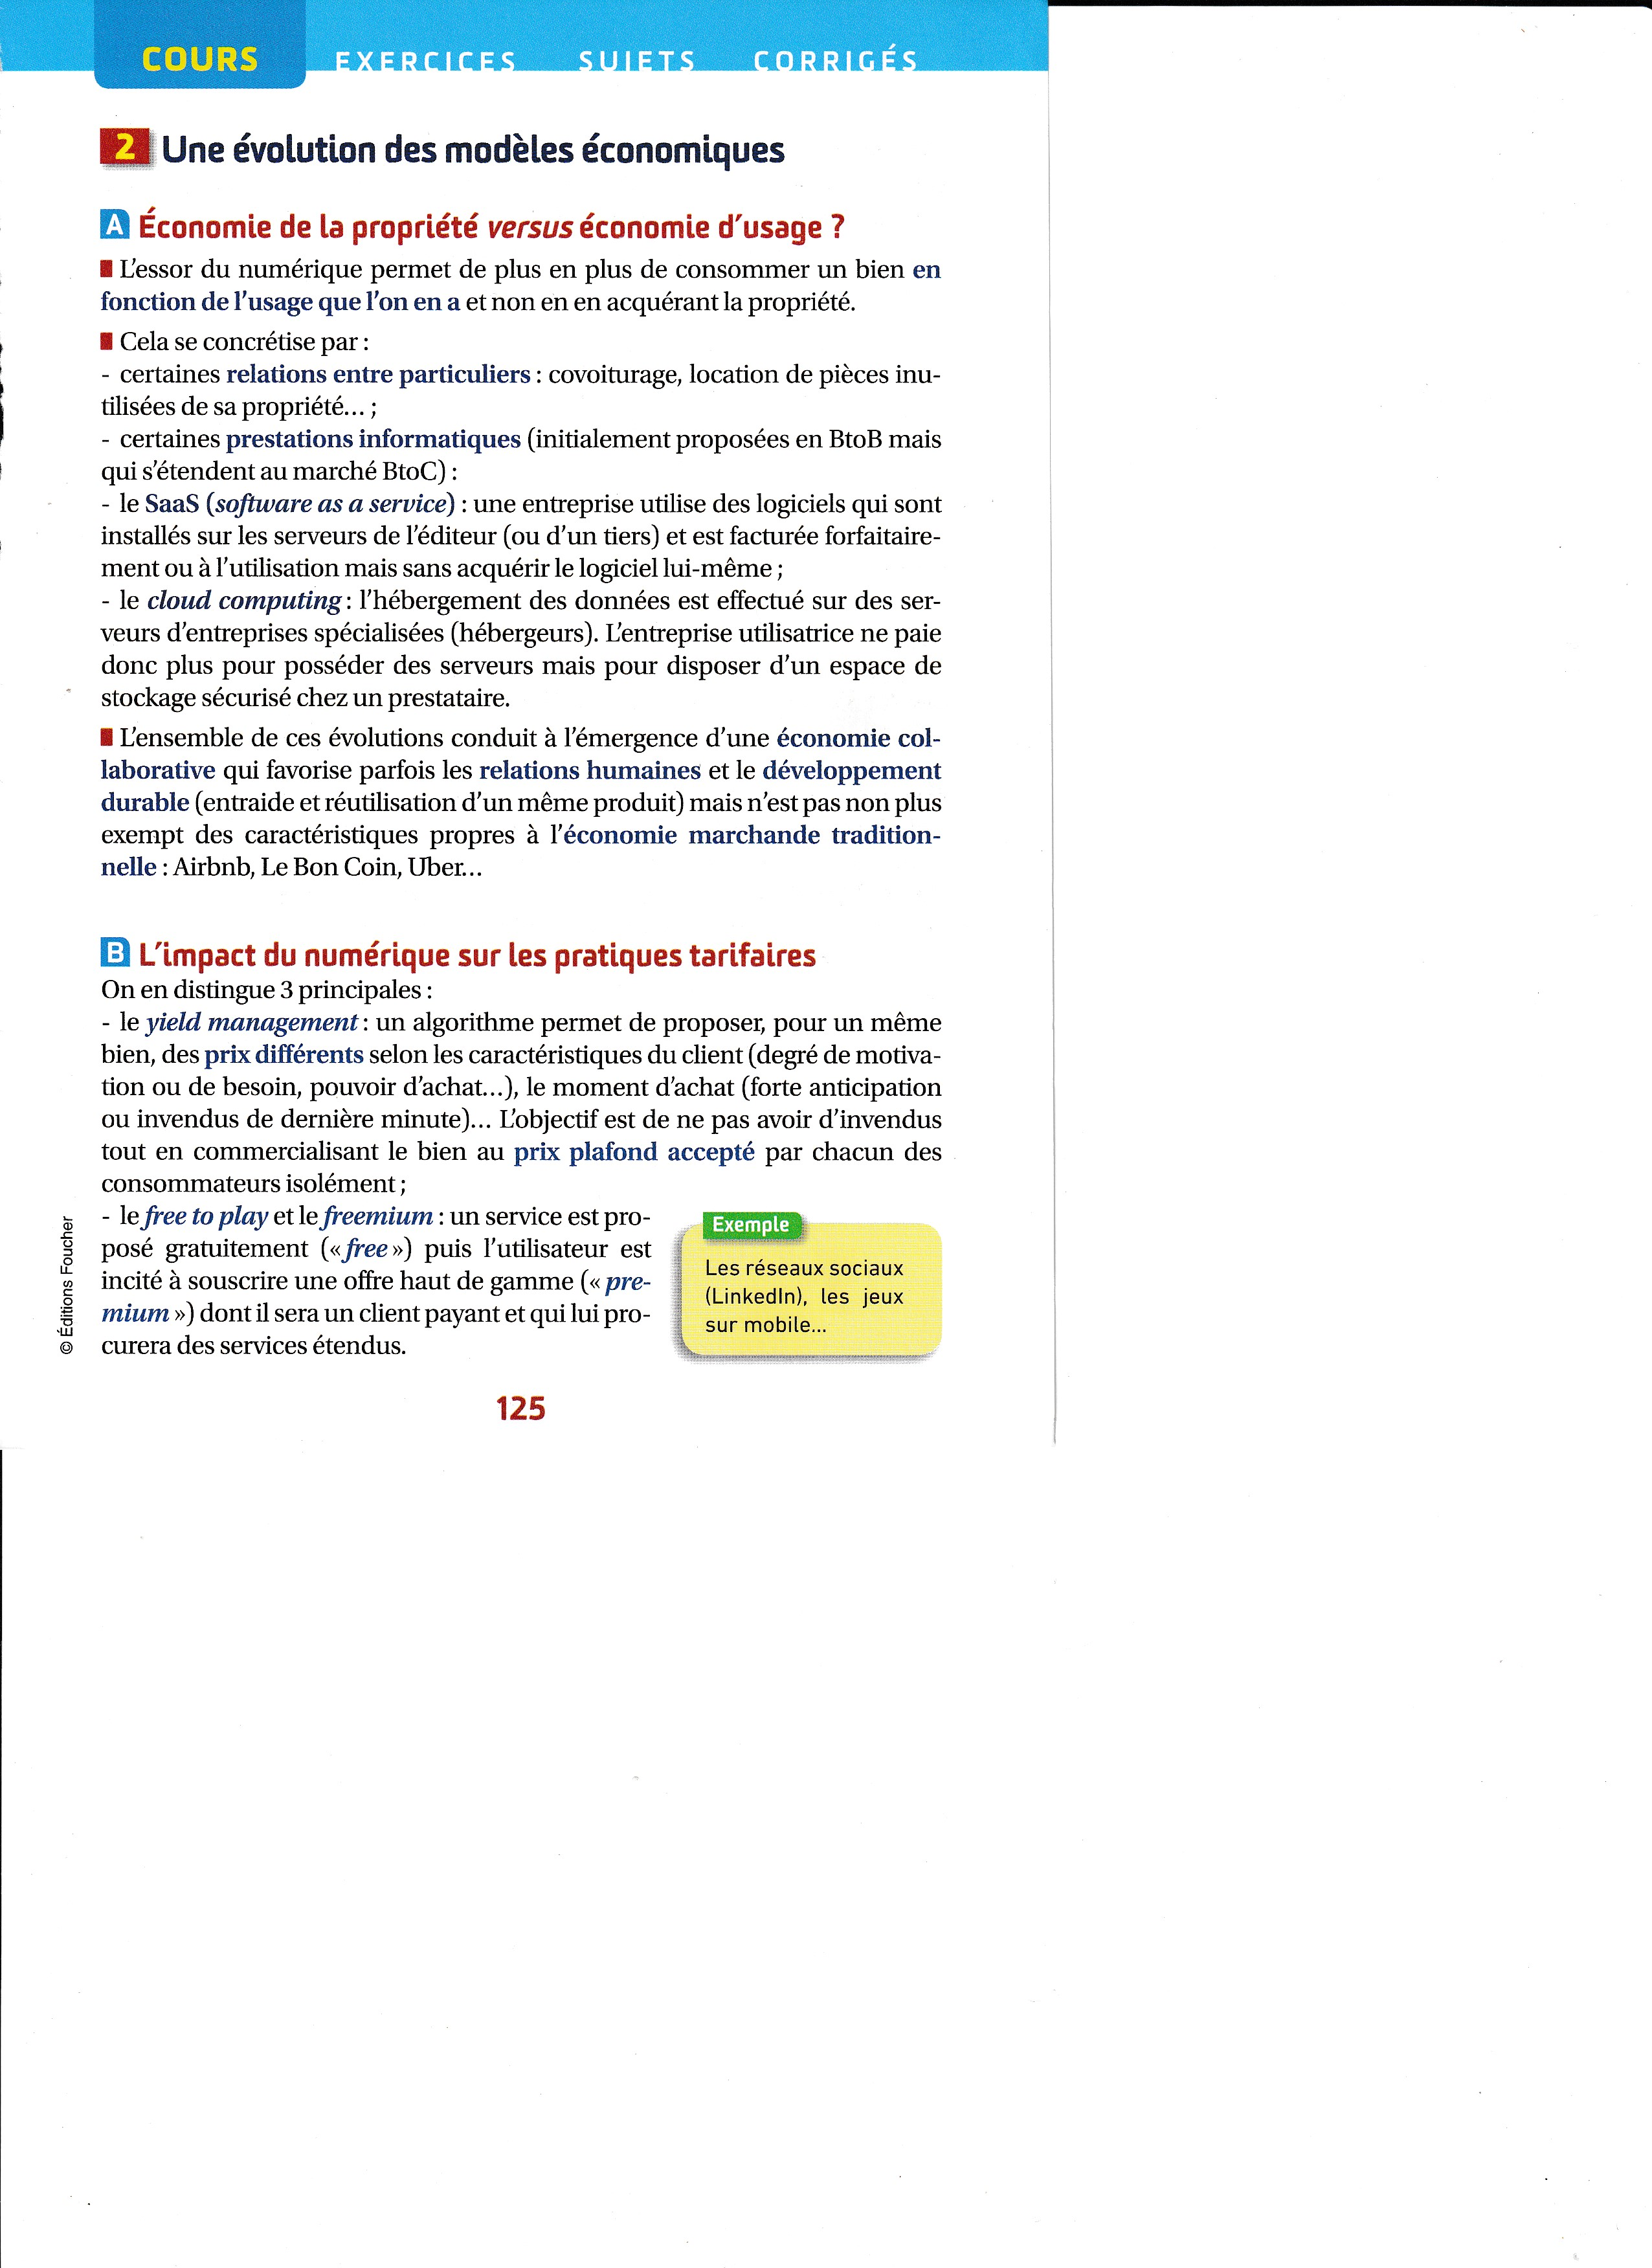 COURS EXERCICES SUJETS CORRIGÉS
2 Une évolution des modèles économiques
A Économie de la propriété versus économie d'usage ?
L'essor du numérique permet de plus en plus de consommer un bien en
fonction de l'usage que l'on en a et non en en acquérant la propriété.
Cela se concrétise par :
- certaines relations entre particuliers : covoiturage, location de pièces inu-
tilisées de sa propriété... ;
- certaines prestations informatiques (initialement proposées en BtoB mais
qui s'étendent au marché BtoC) :
- le SaaS (software as a service) : une entreprise utilise des logiciels qui sont
installés sur les serveurs de l'éditeur (ou d'un tiers) et est facturée forfaitaire-
ment ou à l'utilisation mais sans acquérir le logiciel lui-même ;
- le cloud computing : l'hébergement des données est effectué sur des ser-
veurs d'entreprises spécialisées (hébergeurs). L'entreprise utilisatrice ne paie
donc plus pour posséder des serveurs mais pour disposer d'un espace de
stockage sécurisé chez un prestataire.
L'ensemble de ces évolutions conduit à l'émergence d'une économie col-
laborative qui favorise parfois les relations humaines et le développement
durable (entraide et réutilisation d'un même produit) mais n'est pas non plus
exempt des caractéristiques propres à l'économie marchande tradition-
nelle : Airbnb, Le Bon Coin, Uber...
B L'impact du numérique sur les pratiques tarifaires
On en distingue 3 principales :
- le yield management : un algorithme permet de proposer, pour un même
bien, des prix différents selon les caractéristiques du client (degré de motiva-
tion ou de besoin, pouvoir d'achat...), le moment d'achat (forte anticipation
ou invendus de dernière minute)... L'objectif est de ne pas avoir d'invendus
tout en commercialisant le bien au prix plafond accepté par chacun des
consommateurs isolément ;
- le free to play et le freemium : un service est pro-
posé gratuitement (« free ») puis l'utilisateur est
incité à souscrire une offre haut de gamme (« pre-
mium ») dont il sera un client payant et qui lui pro-
curera des services étendus.
Exemple
Les réseaux sociaux
(LinkedIn), les jeux
sur mobile...
© Éditions Foucher
125